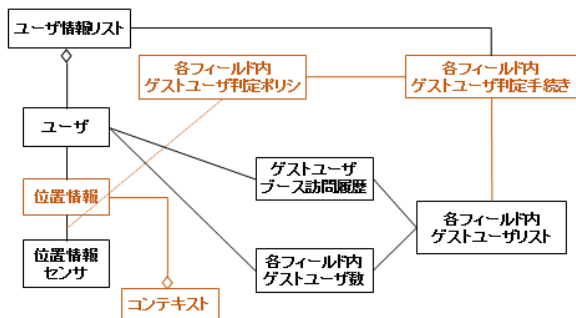 ユーザ情報リスト
各フィールド内
ゲストユーザ判定ポリシ
各フィールド内
ゲストユーザ判定手続き
ユーザ
ゲストユーザ
ブース訪問履歴
位置情報
各フィールド内
ゲストユーザリスト
位置情報
センサ
各フィールド内
ゲストユーザ数
コンテキスト